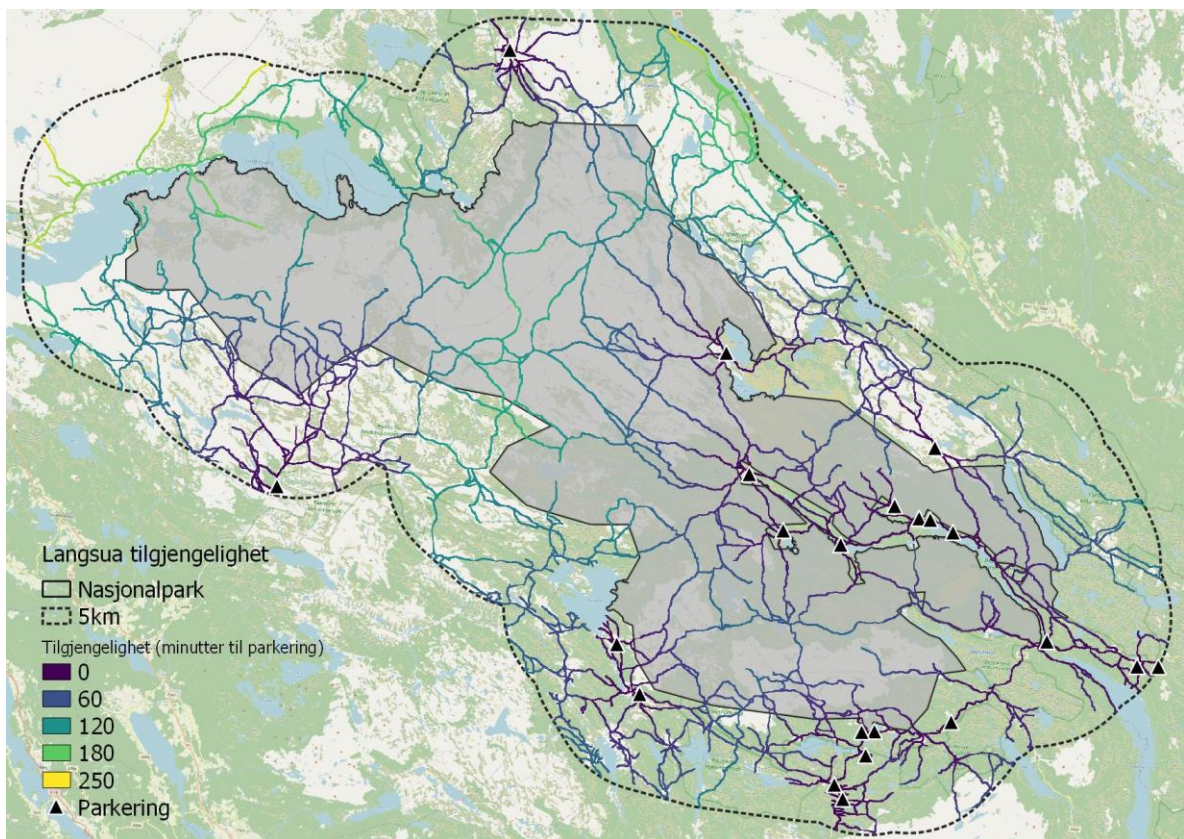 Langsua tilgjengelighet
Nasjonalpark
5km
Tilgjengelighet (minutter til parkering)
0
60
120
180
250
Parkering